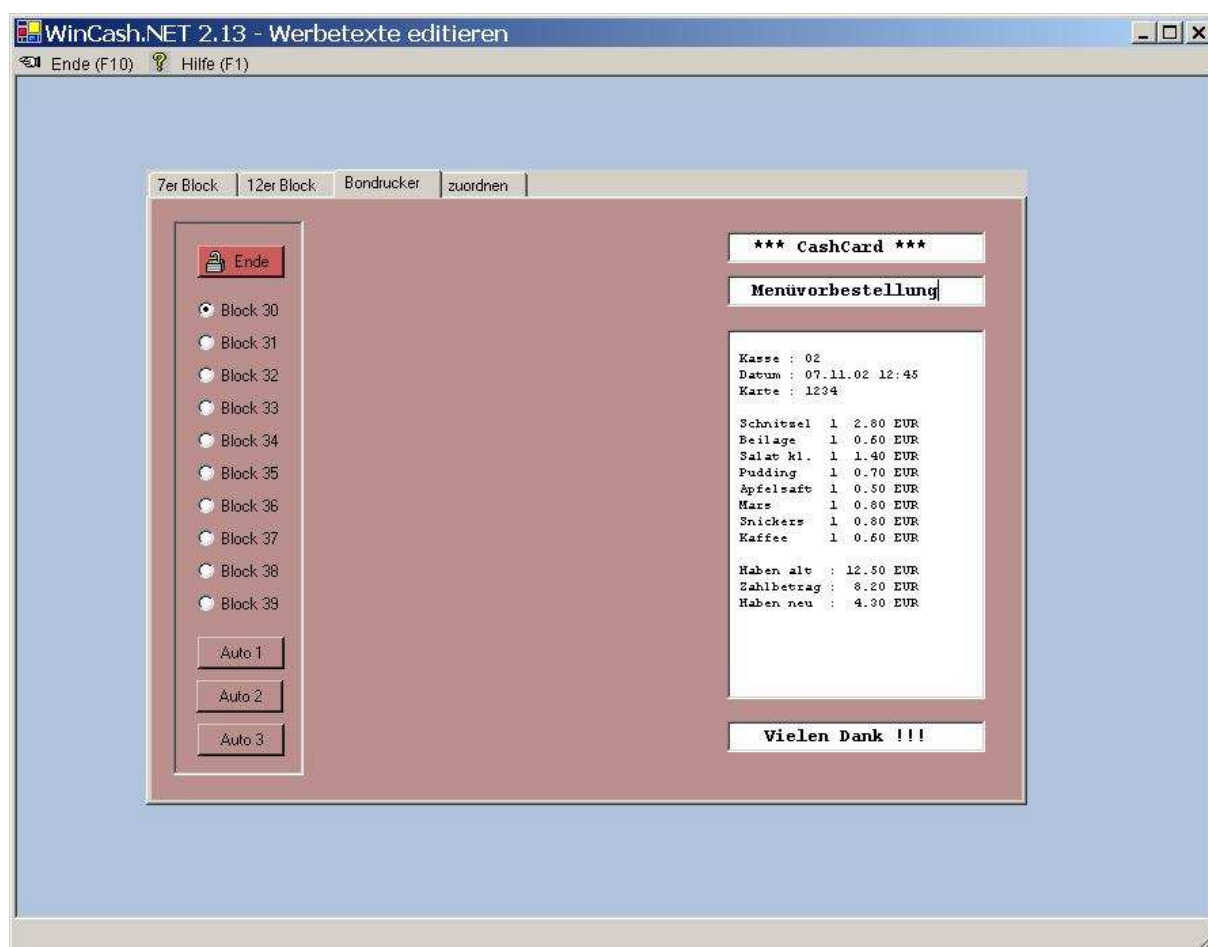 WinCash.NET 2.13 - Werbetexte editieren
Ende (F10) Hilfe (F1)
7er Block 12er Block Bondrucker zuordnen
Ende
Block 30
Block 31
Block 32
Block 33
Block 34
Block 35
Block 36
Block 37
Block 38
Block 39
Auto 1
Auto 2
Auto 3
*** CashCard ***
Menüvorbestellung
Kasse : 02
Datum : 07.11.02 12:45
Karte : 1234
Schnitzel 1 2.80 EUR
Beilage 1 0.60 EUR
Salat kl. 1 1.40 EUR
Pudding 1 0.70 EUR
Apfelsaft 1 0.50 EUR
Mars 1 0.80 EUR
Snickers 1 0.80 EUR
Kaffee 1 0.60 EUR
Haben alt : 12.50 EUR
Zahlbetrag : 8.20 EUR
Haben neu : 4.30 EUR
Vielen Dank !!!